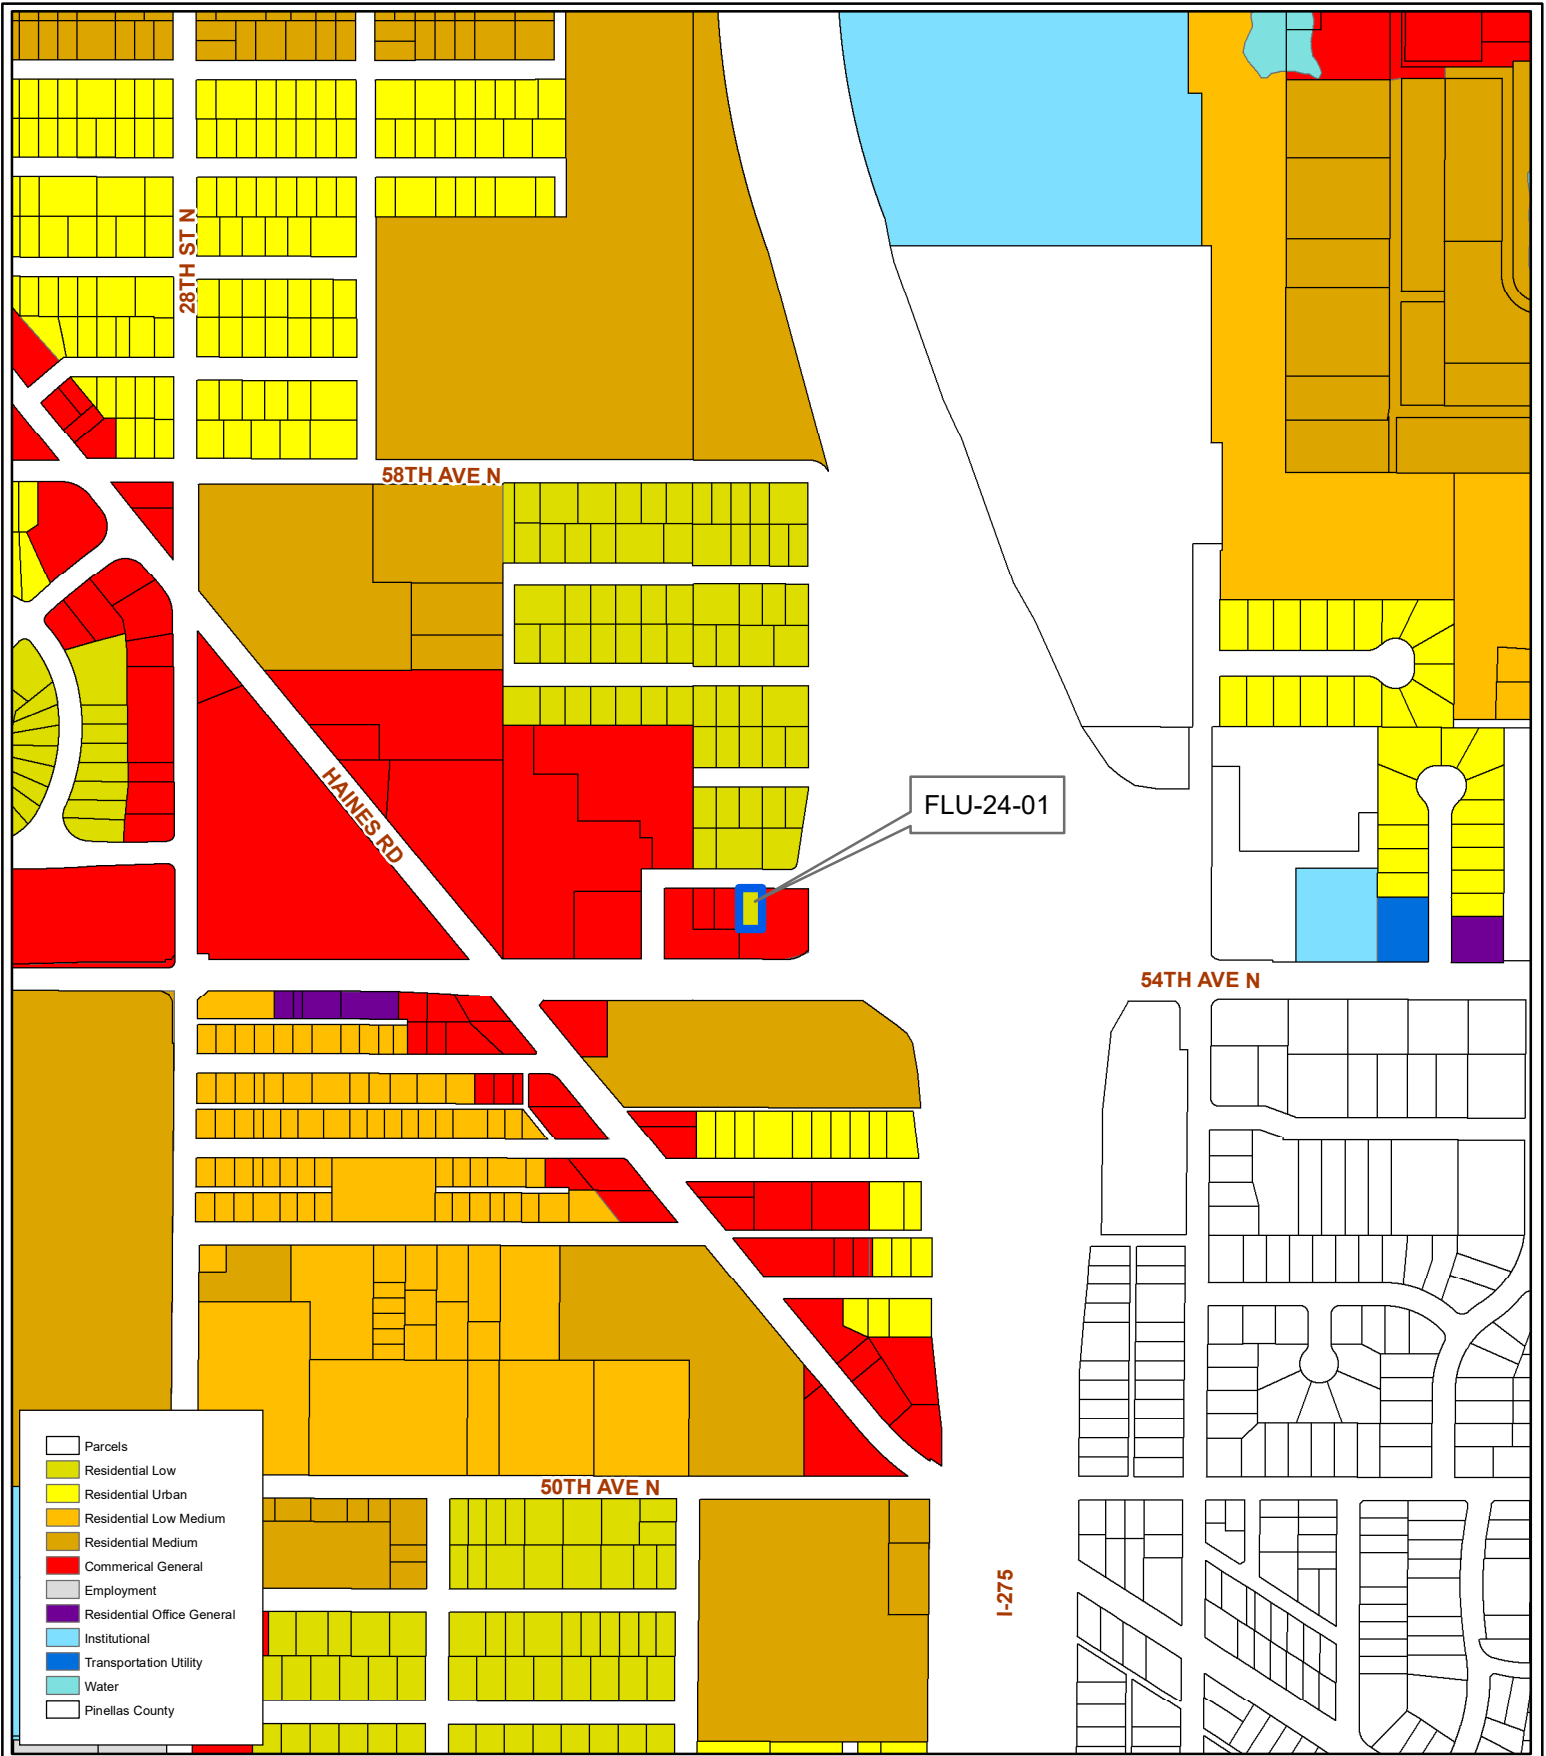 28TH ST N
58TH AVE N
HAINES RD
FLU-24-01
54TH AVE N
50TH AVE N
I-275
Parcels
Residential Low
Residential Urban
Residential Low Medium
Residential Medium
Commerical General
Employment
Residential Office General
Institutional
Transportation Utility
Water
Pinellas County